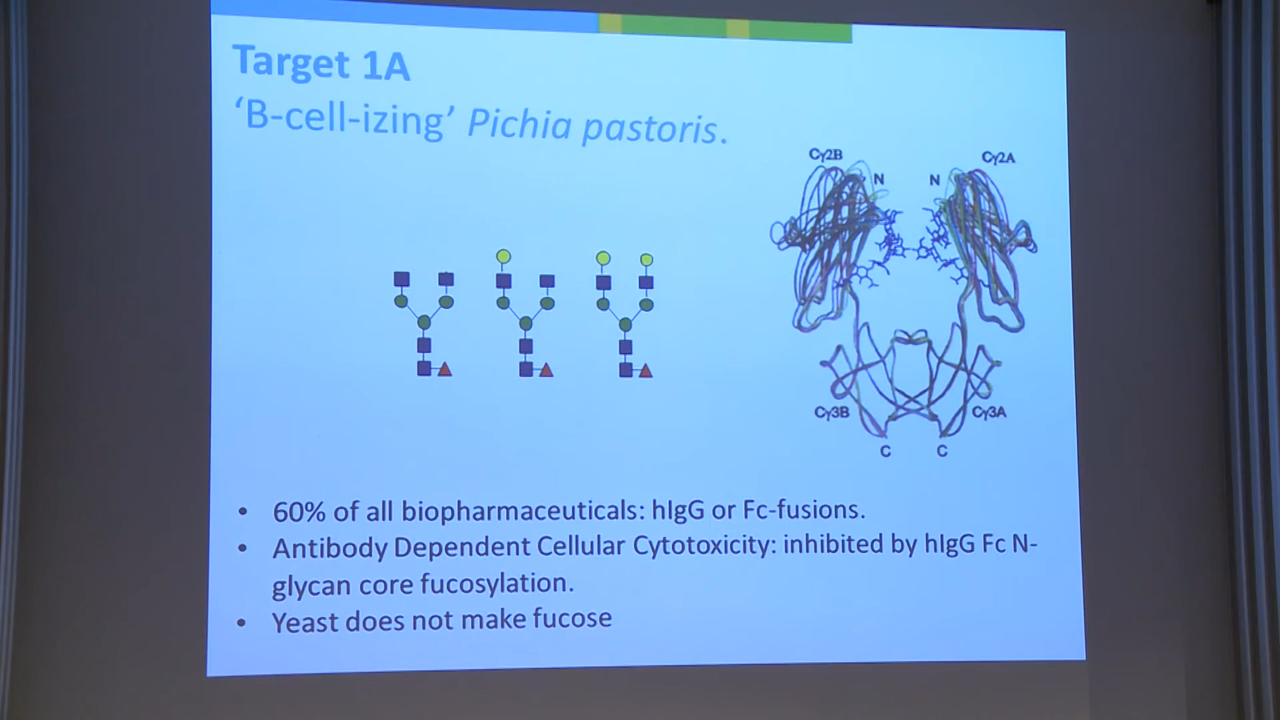 Target 1A
‘B-cell-izing’ Pichia pastoris.
Cγ2B
Cγ2A
N
N
Cγ3B
Cγ3A
C
C
• 60% of all biopharmaceuticals: hIgG or Fc-fusions.
• Antibody Dependent Cellular Cytotoxicity: inhibited by hIgG Fc N-
glycan core fucosylation.
• Yeast does not make fucose